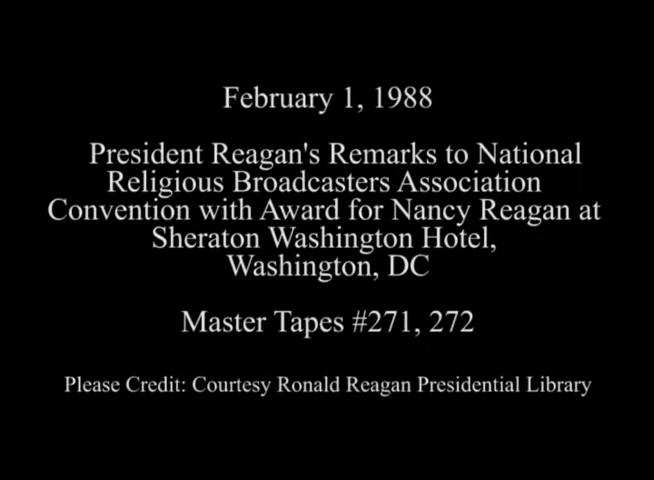 February 1, 1988
President Reagan's Remarks to National
Religious Broadcasters Association
Convention with Award for Nancy Reagan at
Sheraton Washington Hotel,
Washington, DC
Master Tapes #271, 272
Please Credit: Courtesy Ronald Reagan Presidential Library